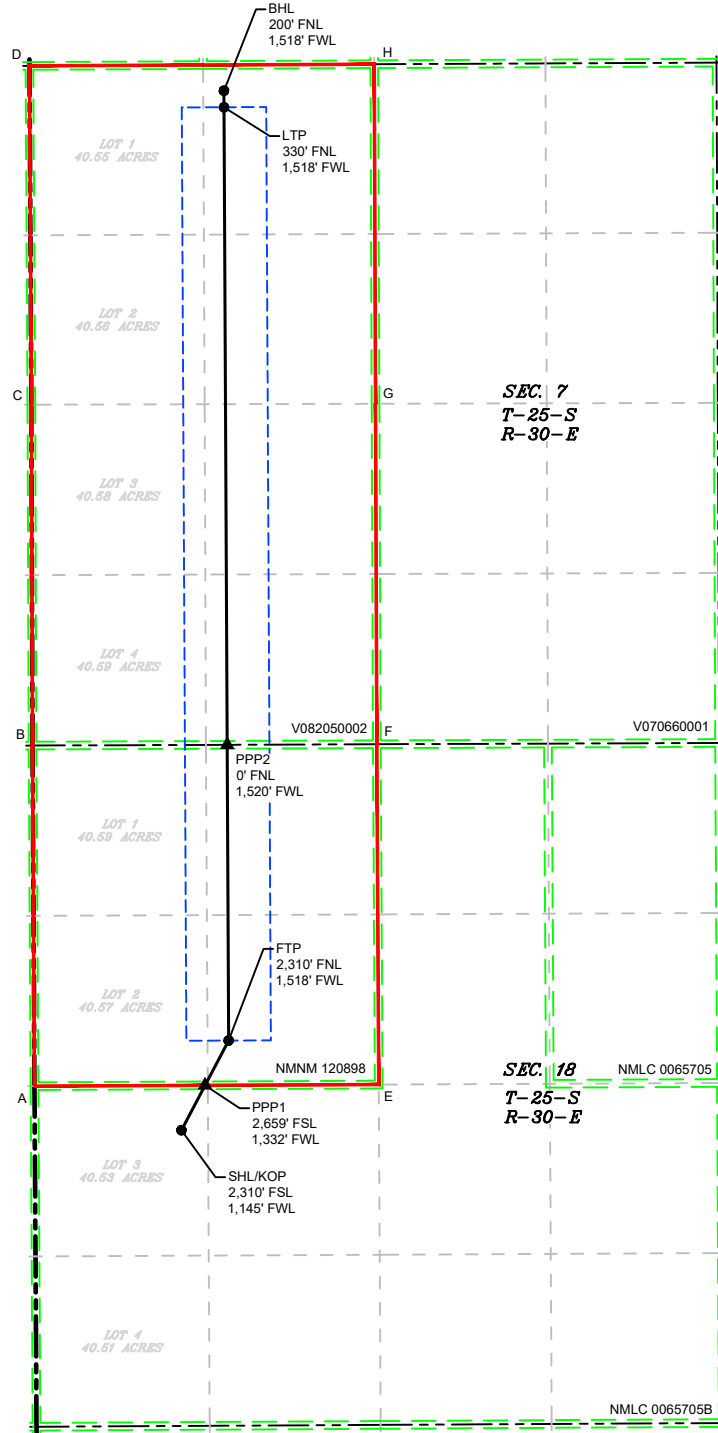 BHL
200' FNL
1,518' FWL
D
H
LTP
330' FNL
1,518' FWL
LOT 1
40.55 ACRES
LOT 2
40.56 ACRES
C
G
SEC. 7
T-25-S
R-30-E
LOT 3
40.58 ACRES
LOT 4
40.59 ACRES
V082050002
V070660001
B
F
PPP2
0' FNL
1,520' FWL
LOT 1
40.59 ACRES
FTP
2,310' FNL
1,518' FWL
LOT 2
40.57 ACRES
NMNM 120898
SEC. 18
T-25-S
R-30-E
NMLC 0065705
A
E
PPP1
2,659' FSL
1,332' FWL
LOT 3
40.53 ACRES
SHL/KOP
2,310' FSL
1,145' FWL
LOT 4
40.51 ACRES
NMLC 0065705B